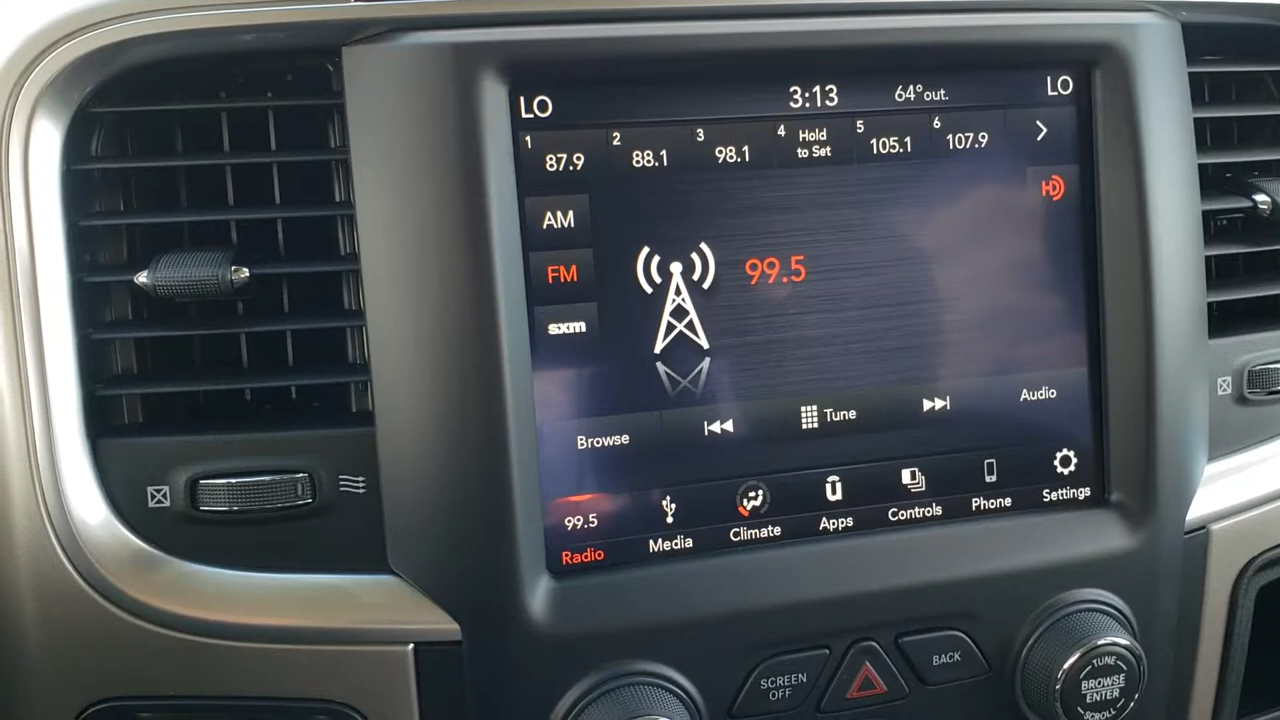 LO 3:13 64°out. LO
1 87.9 2 88.1 3 98.1 4 Hold to Set 5 105.1 6 107.9
HD
AM
FM 99.5
sxm
Browse Tune Audio
99.5
Radio Media Climate Apps Controls Phone Settings
SCREEN OFF BACK
TUNE
BROWSE
ENTER
SCROLL